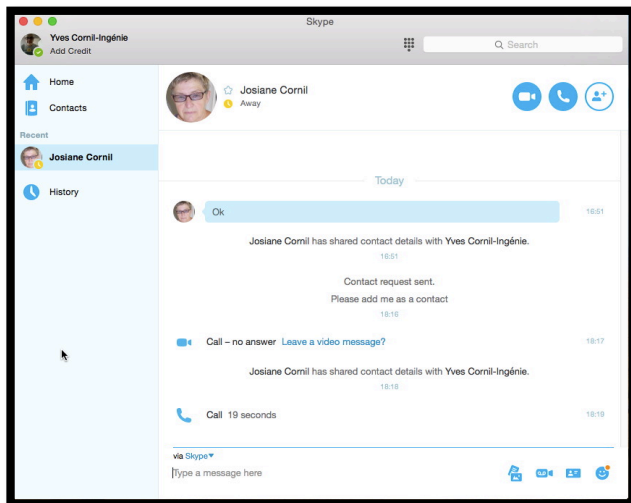 Skype
Yves Cornil-Ingénie
Add Credit
Search
Home
Contacts
Recent
Josiane Cornil
History
Josiane Cornil
Away
Today
Ok 16:51
Josiane Cornil has shared contact details with Yves Cornil-Ingénie.
16:51
Contact request sent.
Please add me as a contact
18:16
Call – no answer Leave a video message? 18:17
Josiane Cornil has shared contact details with Yves Cornil-Ingénie.
18:18
Call 19 seconds 18:19
via Skype
Type a message here